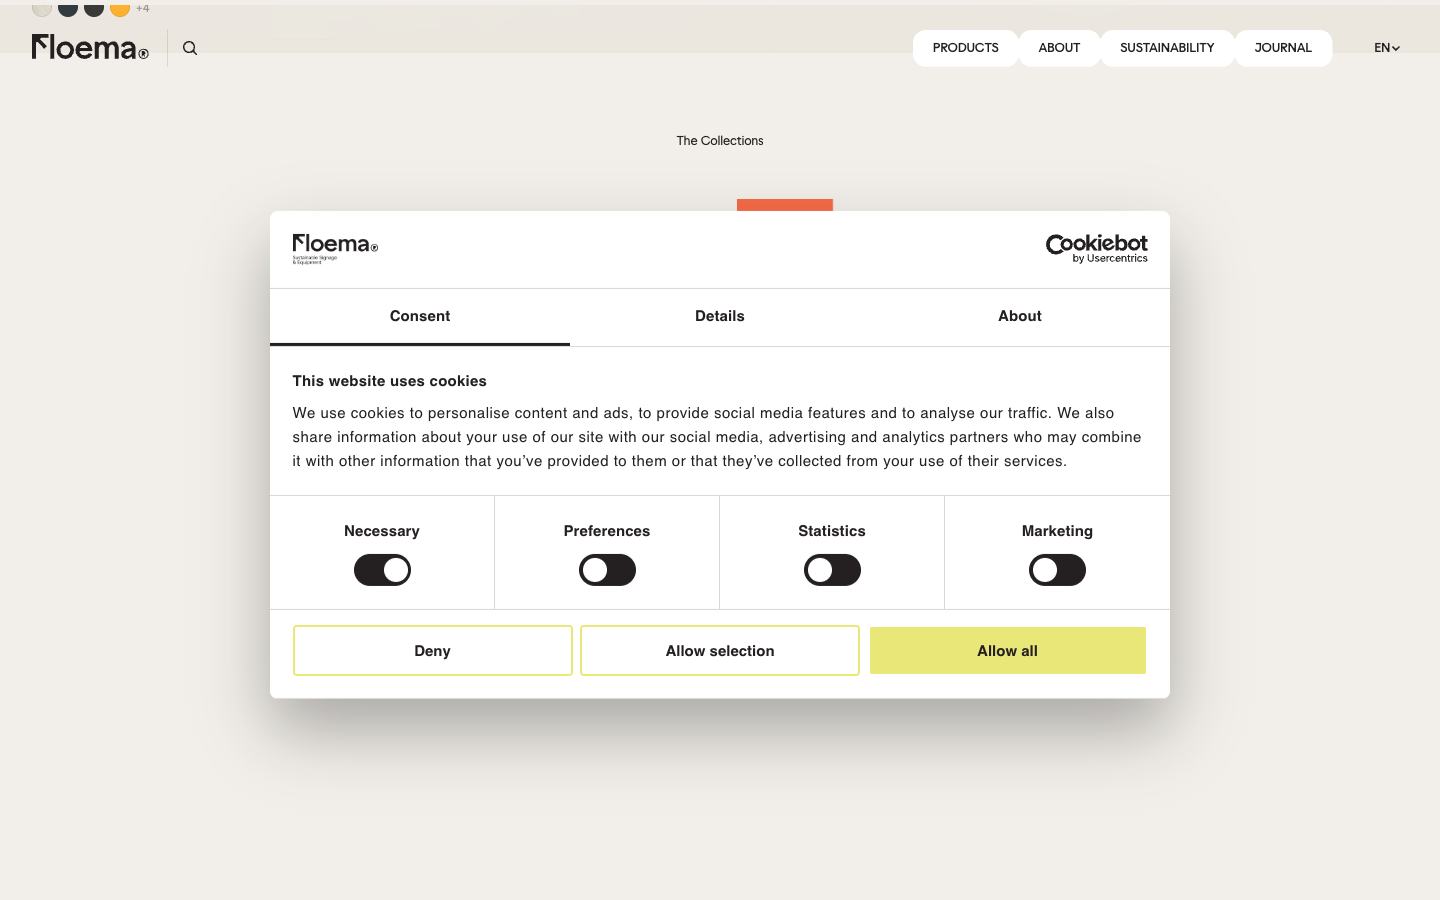 +4
Floema®
PRODUCTS
ABOUT
SUSTAINABILITY
JOURNAL
EN
The Collections
Floema®
Sustainable Signage
& Equipment
Cookiebot
by Usercentrics
Consent
Details
About
This website uses cookies
We use cookies to personalise content and ads, to provide social media features and to analyse our traffic. We also
share information about your use of our site with our social media, advertising and analytics partners who may combine
it with other information that you’ve provided to them or that they’ve collected from your use of their services.
Necessary
Preferences
Statistics
Marketing
Deny
Allow selection
Allow all